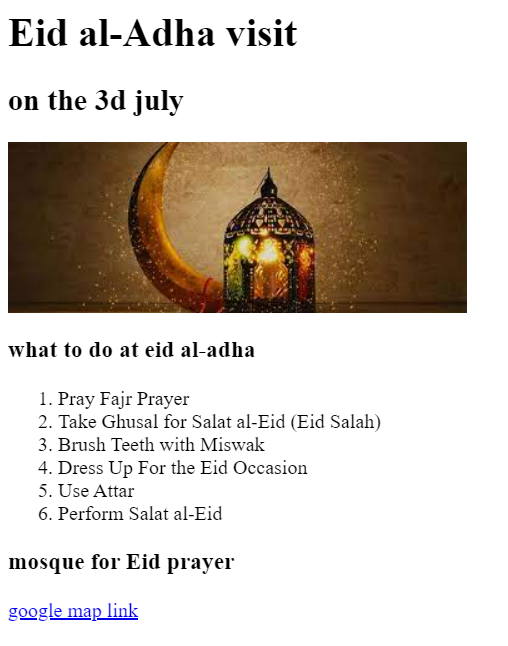 Eid al-Adha visit
on the 3d july
what to do at eid al-adha
1. Pray Fajr Prayer
2. Take Ghusal for Salat al-Eid (Eid Salah)
3. Brush Teeth with Miswak
4. Dress Up For the Eid Occasion
5. Use Attar
6. Perform Salat al-Eid
mosque for Eid prayer
google map link